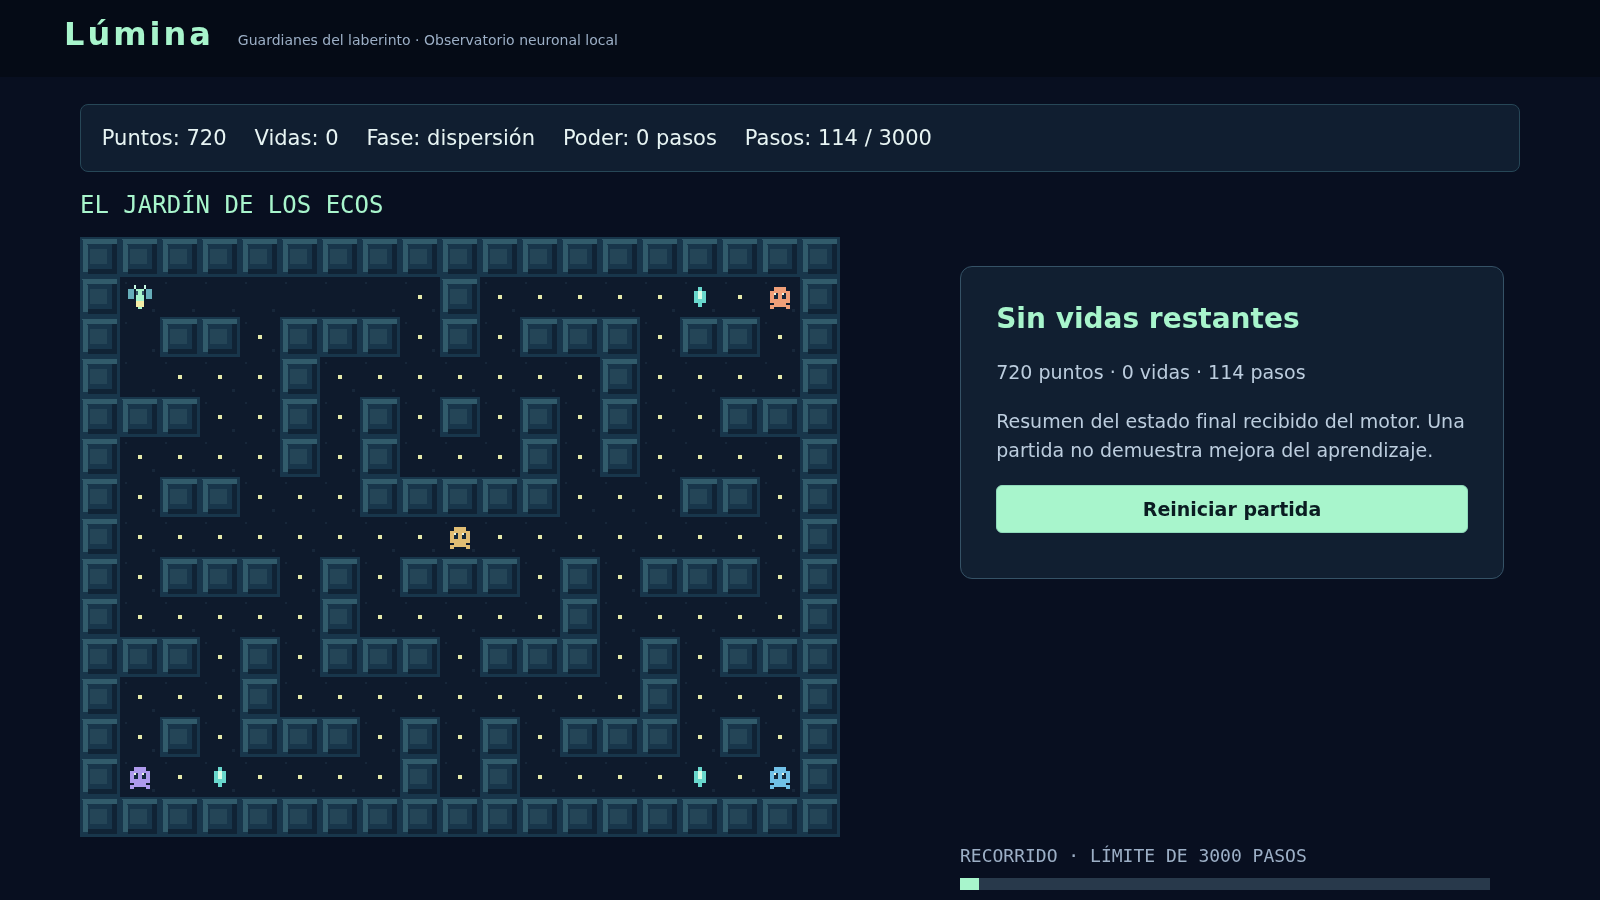 Lúmina
Guardianes del laberinto · Observatorio neuronal local
Puntos: 720 Vidas: 0 Fase: dispersión Poder: 0 pasos Pasos: 114 / 3000
EL JARDÍN DE LOS ECOS
Sin vidas restantes
720 puntos · 0 vidas · 114 pasos
Resumen del estado final recibido del motor. Una
partida no demuestra mejora del aprendizaje.
Reiniciar partida
RECORRIDO · LÍMITE DE 3000 PASOS